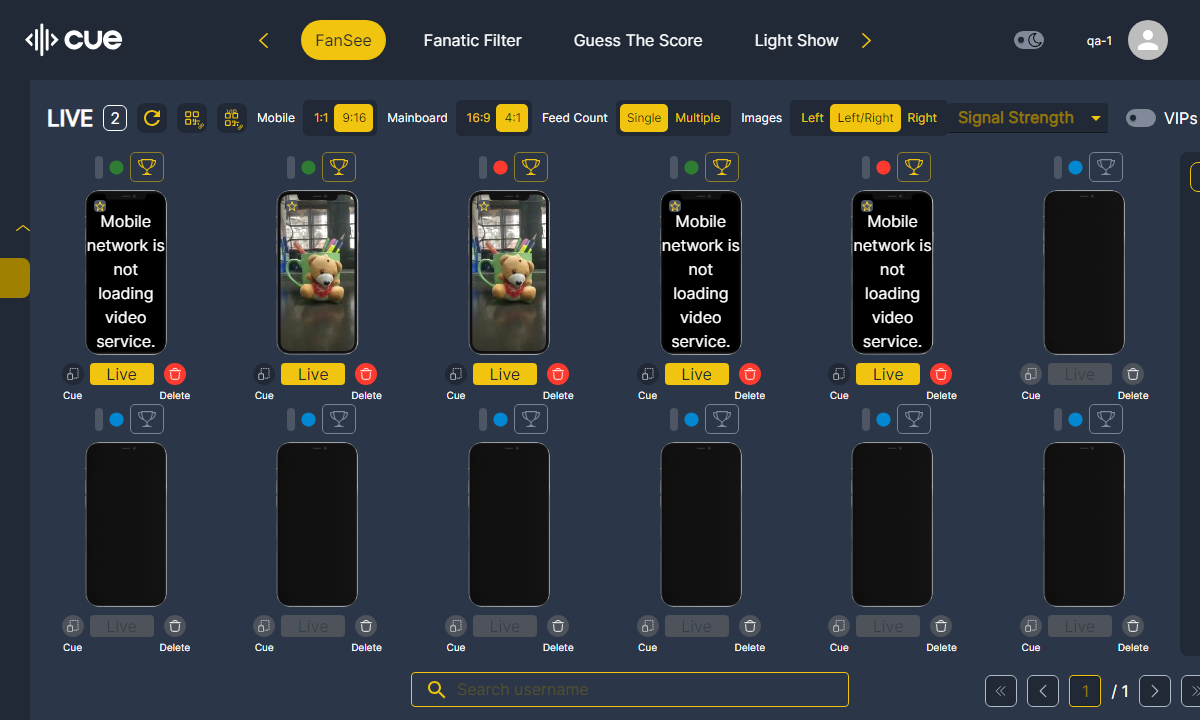 cue
FanSee
Fanatic Filter
Guess The Score
Light Show
qa-1
LIVE 2
Mobile 1:1 9:16
Mainboard 16:9 4:1
Feed Count Single Multiple
Images Left Left/Right Right
Signal Strength
VIPs
Mobile
network is
not
loading
video
service.
Mobile
network is
not
loading
video
service.
Mobile
network is
not
loading
video
service.
Live Live Live Live Live Live
Cue Delete Cue Delete Cue Delete Cue Delete Cue Delete Cue Delete
Live Live Live Live Live Live
Cue Delete Cue Delete Cue Delete Cue Delete Cue Delete Cue Delete
Search username
1 / 1